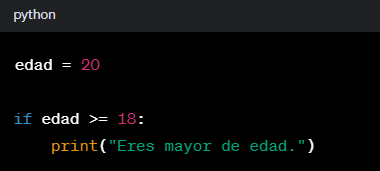 python
edad = 20
if edad >= 18:
    print("Eres mayor de edad.")